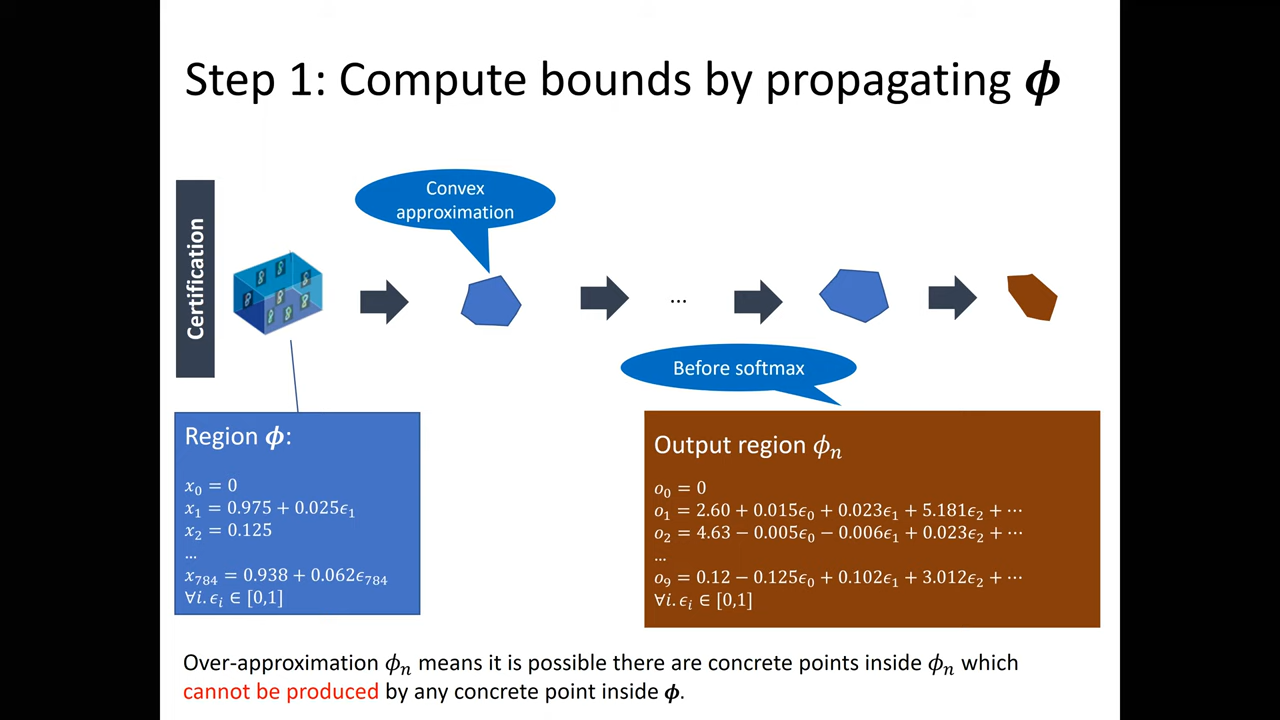 Step 1: Compute bounds by propagating ϕ
Certification
Convex
approximation
...
Before softmax
Region ϕ:
x₀ = 0
x₁ = 0.975 + 0.025ϵ₁
x₂ = 0.125
...
x₇₈₄ = 0.938 + 0.062ϵ₇₈₄
∀i. ϵᵢ ∈ [0,1]
Output region ϕₙ
o₀ = 0
o₁ = 2.60 + 0.015ϵ₀ + 0.023ϵ₁ + 5.181ϵ₂ + ⋯
o₂ = 4.63 − 0.005ϵ₀ − 0.006ϵ₁ + 0.023ϵ₂ + ⋯
...
o₉ = 0.12 − 0.125ϵ₀ + 0.102ϵ₁ + 3.012ϵ₂ + ⋯
∀i. ϵᵢ ∈ [0,1]
Over-approximation ϕₙ means it is possible there are concrete points inside ϕₙ which
cannot be produced by any concrete point inside ϕ.